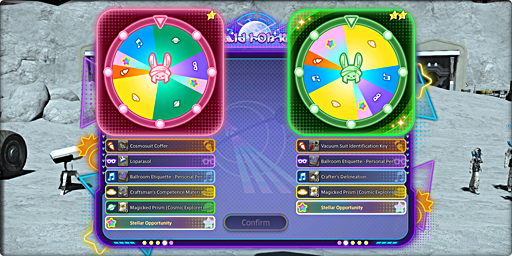 Cosmosuit Coffer
Loparasol
Ballroom Etiquette - Personal Per
Craftsman's Competence Materi
Magicked Prism (Cosmic Explorat
Stellar Opportunity
Vacuum Suit Identification Key -
Ballroom Etiquette - Personal Per
Crafter's Delineation
Magicked Prism (Cosmic Explorat
Stellar Opportunity
Confirm